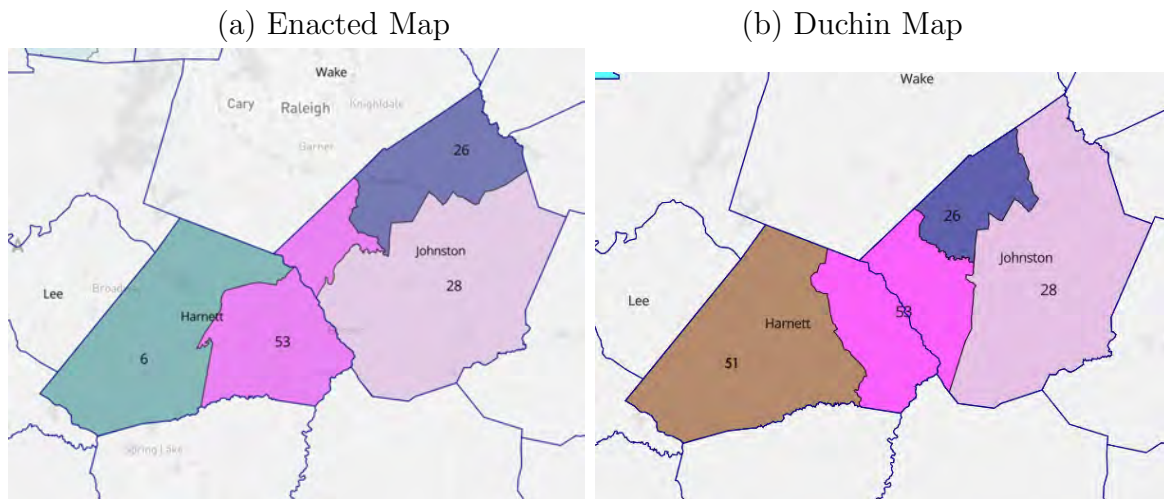 (a) Enacted Map
(b) Duchin Map
Wake
Cary Raleigh Knightdale
Garner
26
Johnston
28
Lee
Harnett
53
6
Spring Lake
Wake
26
Johnston
28
Lee
Harnett
53
51